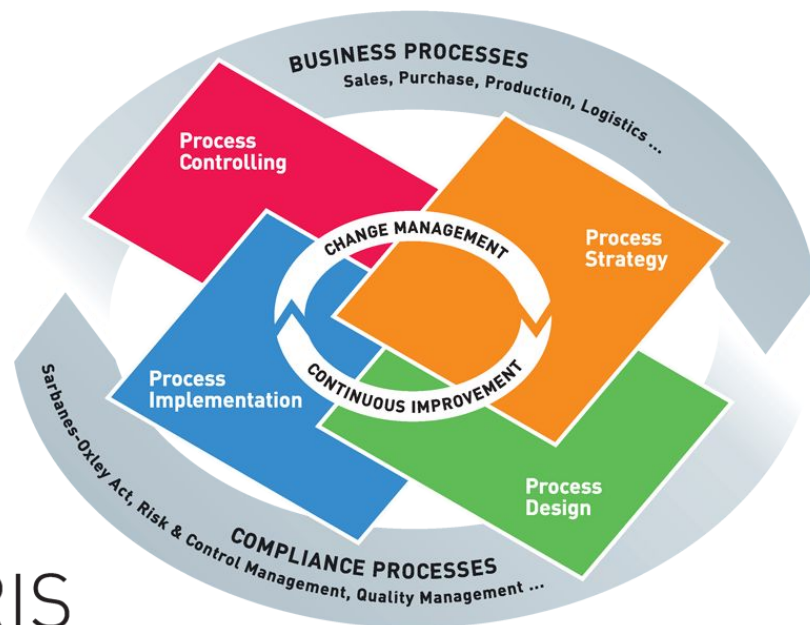 BUSINESS PROCESSES
Sales, Purchase, Production, Logistics ...
Process
Controlling
Process
Strategy
CHANGE MANAGEMENT
CONTINUOUS IMPROVEMENT
Process
Implementation
Process
Design
COMPLIANCE PROCESSES
Sarbanes-Oxley Act, Risk & Control Management, Quality Management ...
RIS